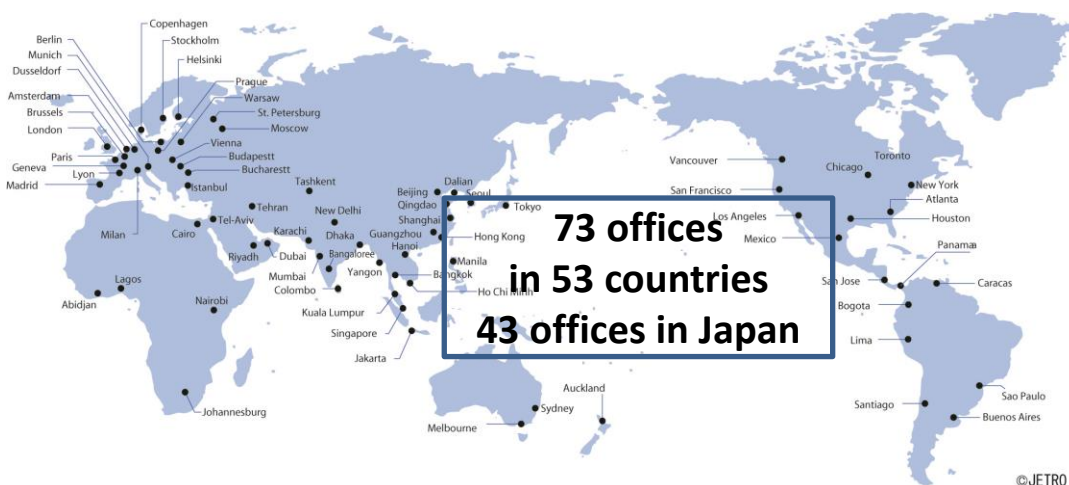 Copenhagen
Berlin
Stockholm
Munich
Helsinki
Dusseldorf
Prague
Amsterdam
Warsaw
Brussels
St. Petersburg
London
Moscow
Vienna
Paris
Budapestt
Geneva
Bucharestt
Lyon
Madrid
Istanbul
Tashkent
Beijing
Dalian
Seoul
Qingdao
Tokyo
Tehran
New Delhi
Shanghai
Tel-Aviv
Milan
Cairo
Karachi
Dhaka
Guangzhou
Hong Kong
Hanoi
Riyadh
Dubai
Bangaloree
Mumbai
Yangon
Manila
Bangkok
Colombo
Ho Chi Minh
Kuala Lumpur
Singapore
Jakarta
Lagos
Abidjan
Nairobi
Johannesburg
Auckland
Sydney
Melbourne
73 offices
in 53 countries
43 offices in Japan
Vancouver
Chicago
Toronto
San Francisco
New York
Atlanta
Los Angeles
Houston
Mexico
Panama
San Jose
Caracas
Bogota
Lima
Sao Paulo
Santiago
Buenos Aires
©JETRO